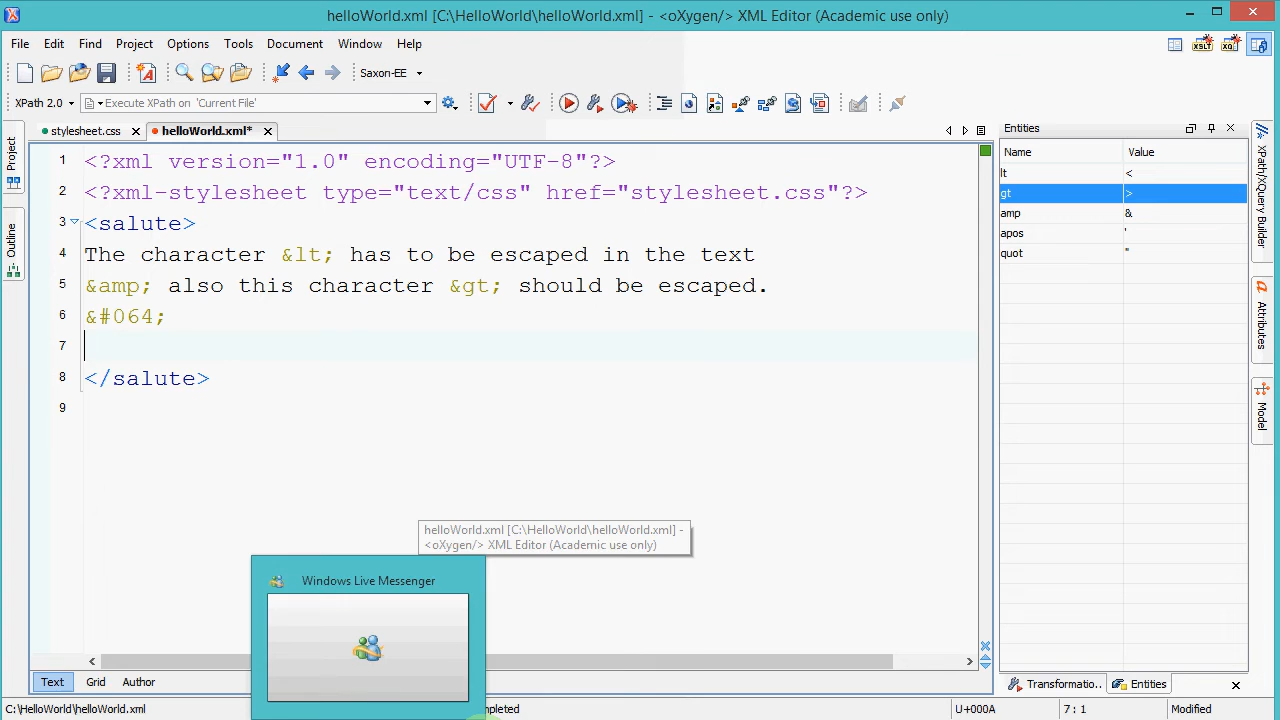 helloWorld.xml [C:\HelloWorld\helloWorld.xml] - <oXygen/> XML Editor (Academic use only)
File Edit Find Project Options Tools Document Window Help
Saxon-EE
XPath 2.0 Execute XPath on 'Current File'
stylesheet.css helloWorld.xml*
Project
Outline
1 <?xml version="1.0" encoding="UTF-8"?>
2 <?xml-stylesheet type="text/css" href="stylesheet.css"?>
3 <salute>
4 The character &lt; has to be escaped in the text
5 &amp; also this character &gt; should be escaped.
6 &#064;
7
8 </salute>
9
Entities
Name Value
lt <
gt >
amp &
apos '
quot "
XPath/XQuery Builder
Attributes
Model
helloWorld.xml [C:\HelloWorld\helloWorld.xml] -
<oXygen/> XML Editor (Academic use only)
Windows Live Messenger
Text Grid Author
Transformatio.. Entities
C:\HelloWorld\helloWorld.xml
U+000A 7 : 1 Modified